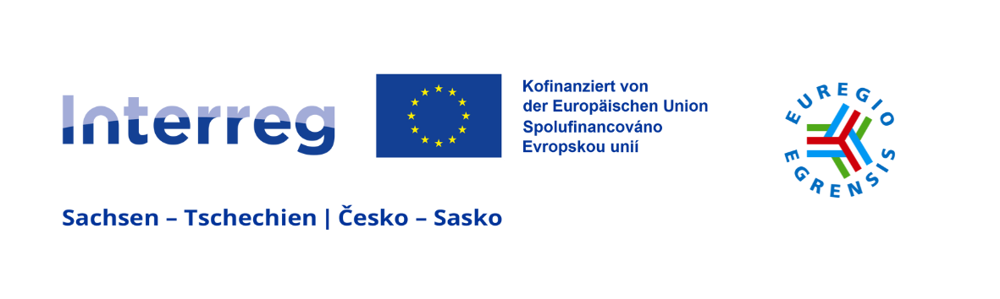 Interreg
Kofinanziert von
der Europäischen Union
Spolufinancováno
Evropskou unií
Sachsen – Tschechien | Česko – Sasko
EUREGIO
EGRENSIS